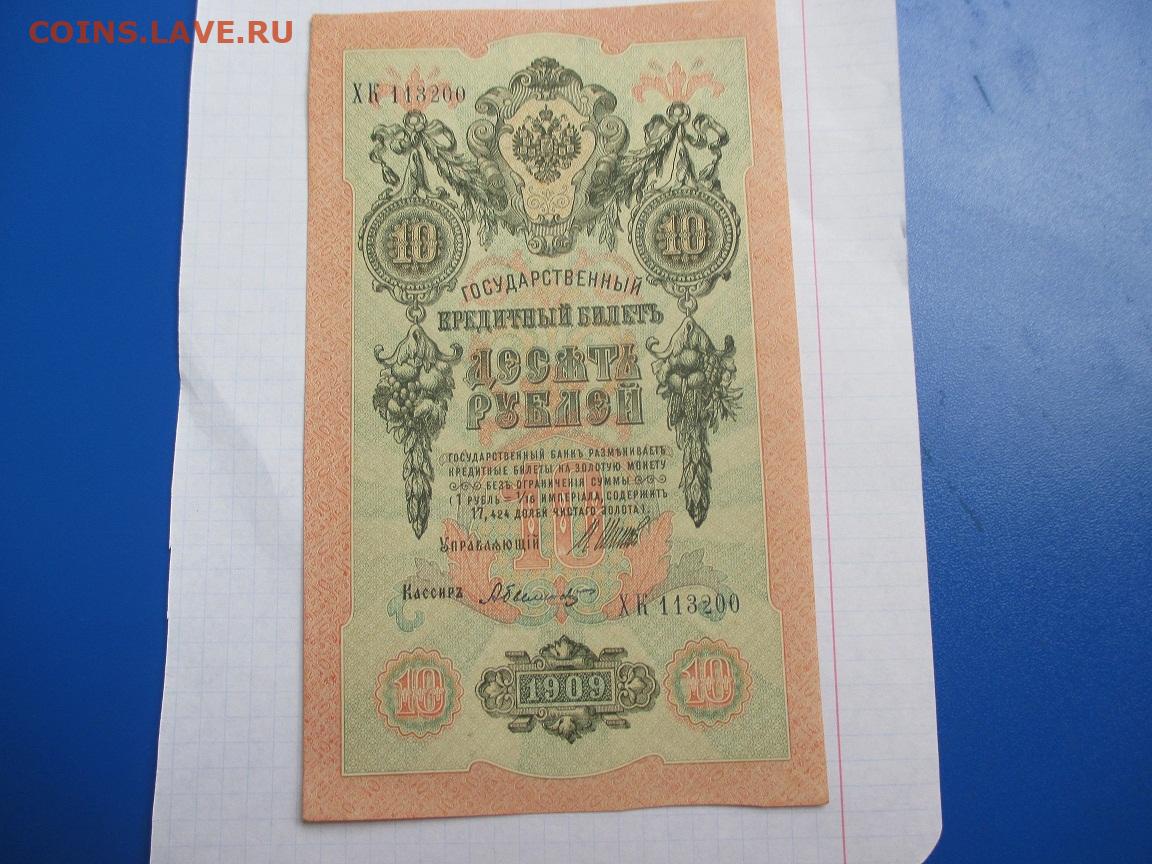 COINS.LAVE.RU
ХК 113200
10 10
ГОСУДАРСТВЕННЫЙ
КРЕДИТНЫЙ БИЛЕТЪ
ДЕСЯТЬ
РУБЛЕЙ
ГОСУДАРСТВЕННЫЙ БАНКЪ РАЗМѢНИВАЕТЪ
КРЕДИТНЫЕ БИЛЕТЫ НА ЗОЛОТУЮ МОНЕТУ
БЕЗЪ ОГРАНИЧЕНІЯ СУММЫ
(1 РУБЛЬ = 1/15 ИМПЕРІАЛА, СОДЕРЖИТЪ
17,424 ДОЛЕЙ ЧИСТАГО ЗОЛОТА).
10
Управляющій
Кассиръ
ХК 113200
10 1909 10